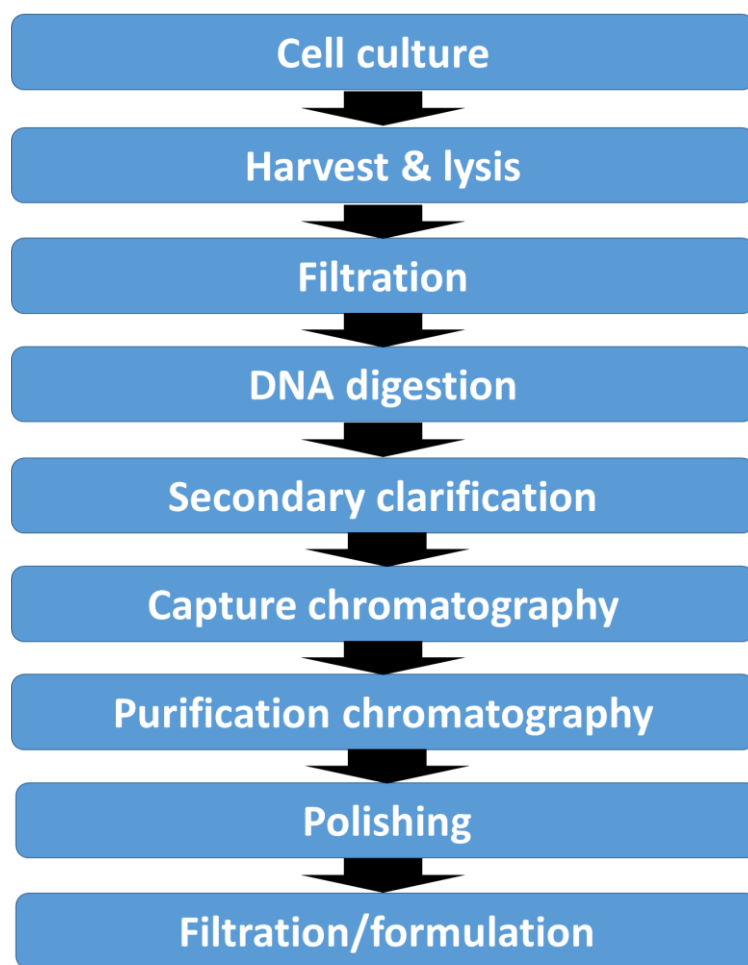 Cell culture
Harvest & lysis
Filtration
DNA digestion
Secondary clarification
Capture chromatography
Purification chromatography
Polishing
Filtration/formulation